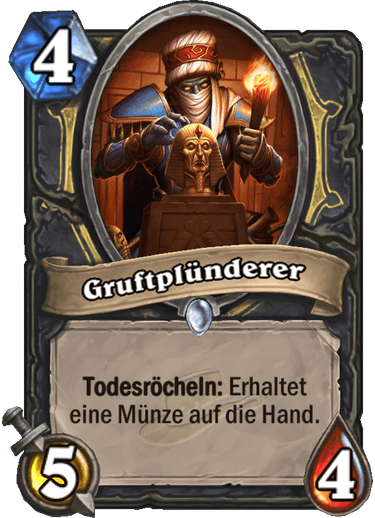 4
Gruftplünderer
Todesröcheln: Erhaltet
eine Münze auf die Hand.
5
4